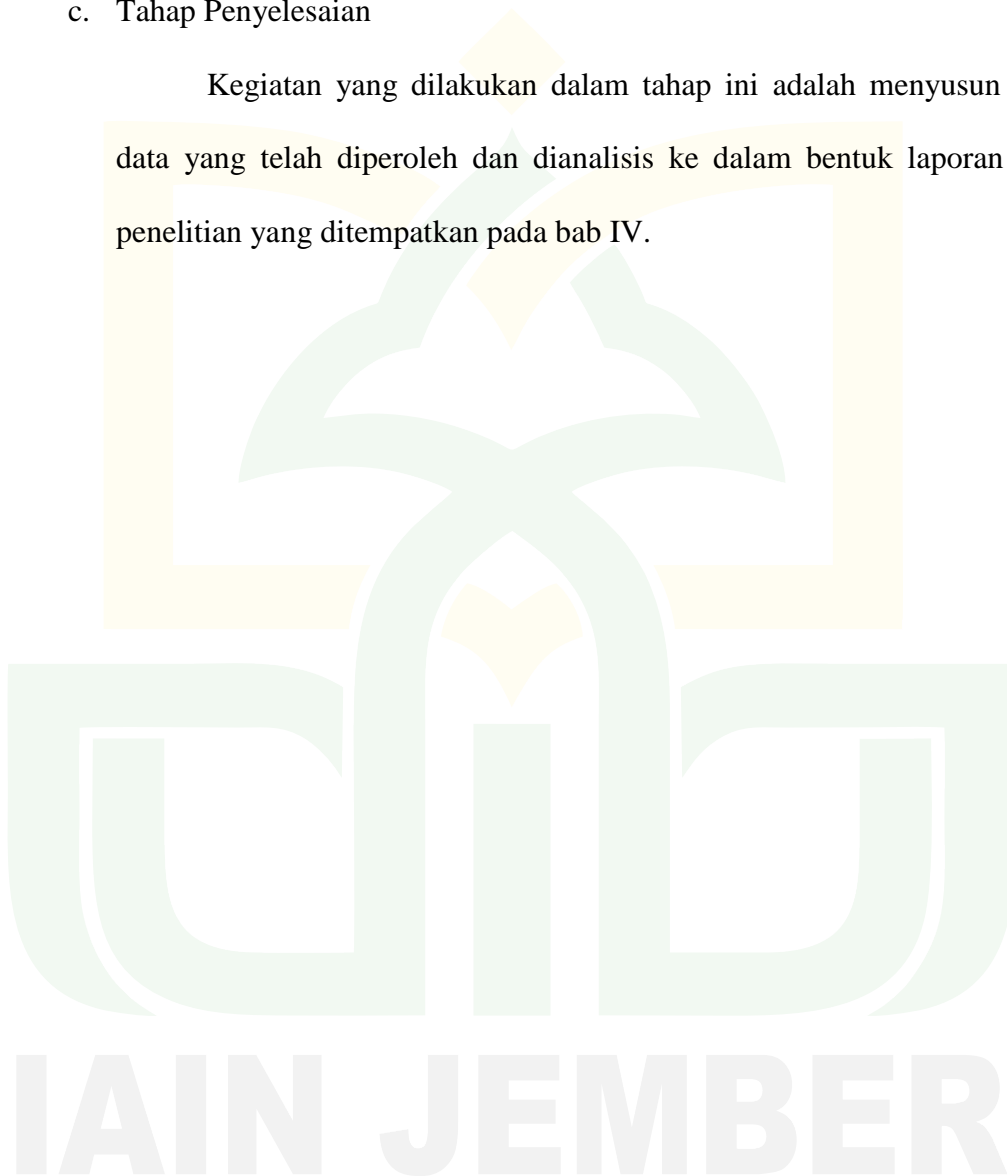 c. Tahap Penyelesaian
Kegiatan yang dilakukan dalam tahap ini adalah menyusun
data yang telah diperoleh dan dianalisis ke dalam bentuk laporan
penelitian yang ditempatkan pada bab IV.
IAIN JEMBER